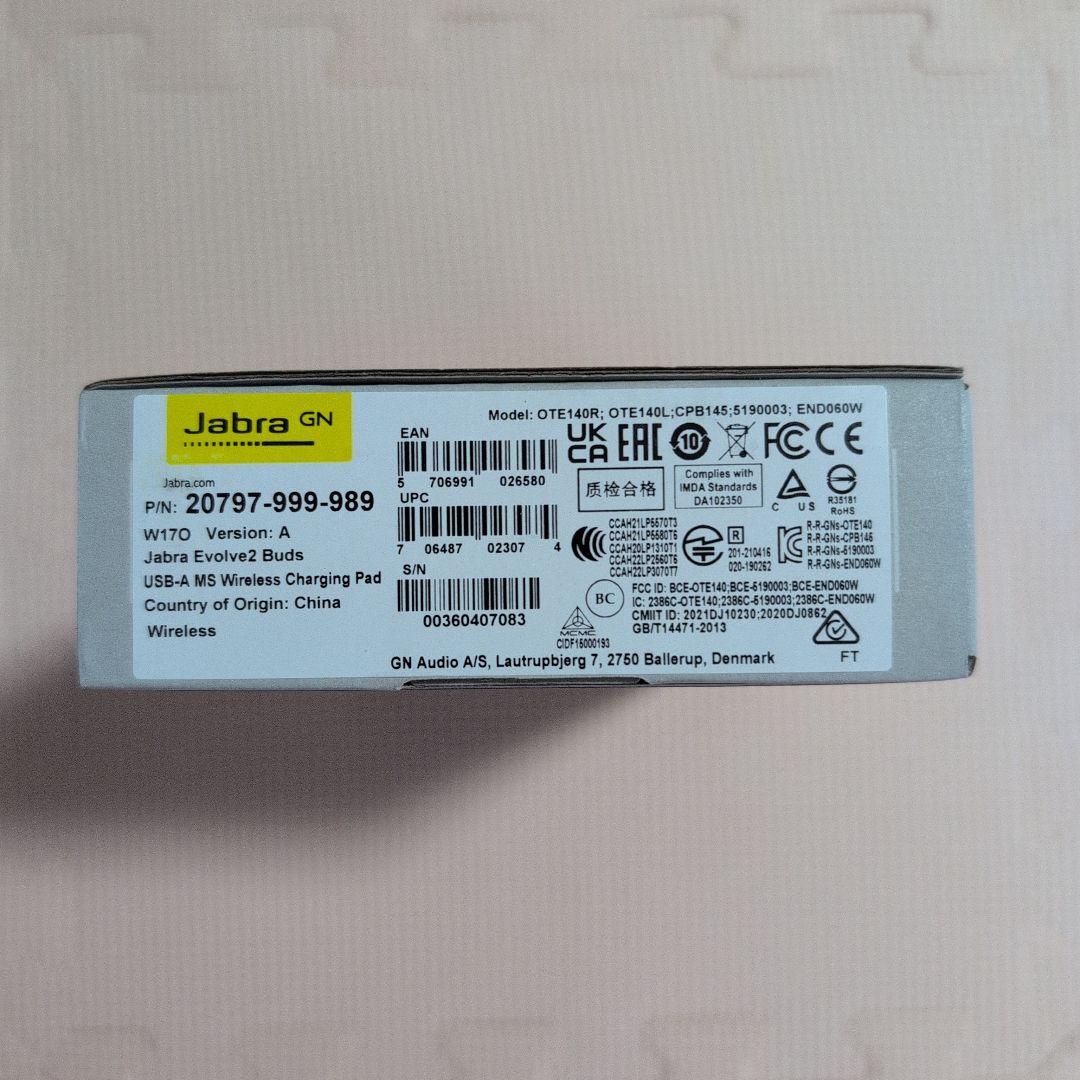 Jabra GN
Jabra.com
P/N: 20797-999-989
W17O Version: A
Jabra Evolve2 Buds
USB-A MS Wireless Charging Pad
Country of Origin: China
Wireless
Model: OTE140R; OTE140L;CPB145;5190003; END060W
EAN
5 706991 026580
UPC
7 06487 02307 4
S/N
00360407083
UK
CA
EAC
10
FC
CE
质检合格
Complies with
IMDA Standards
DA102350
C US
R35181
RoHS
CCAH21LP5570T3
CCAH21LP5580T6
CCAH20LP1310T1
CCAH22LP2560T6
CCAH22LP3070T7
R
201-210416
020-190262
R-R-GNs-OTE140
R-R-GNs-CPB145
R-R-GNs-5190003
R-R-GNs-END060W
BC
FCC ID: BCE-OTE140;BCE-5190003;BCE-END060W
IC: 2386C-OTE140;2386C-5190003;2386C-END060W
CMIIT ID: 2021DJ10230;2020DJ0862
GB/T14471-2013
MCMC
CIDF15000193
FT
GN Audio A/S, Lautrupbjerg 7, 2750 Ballerup, Denmark